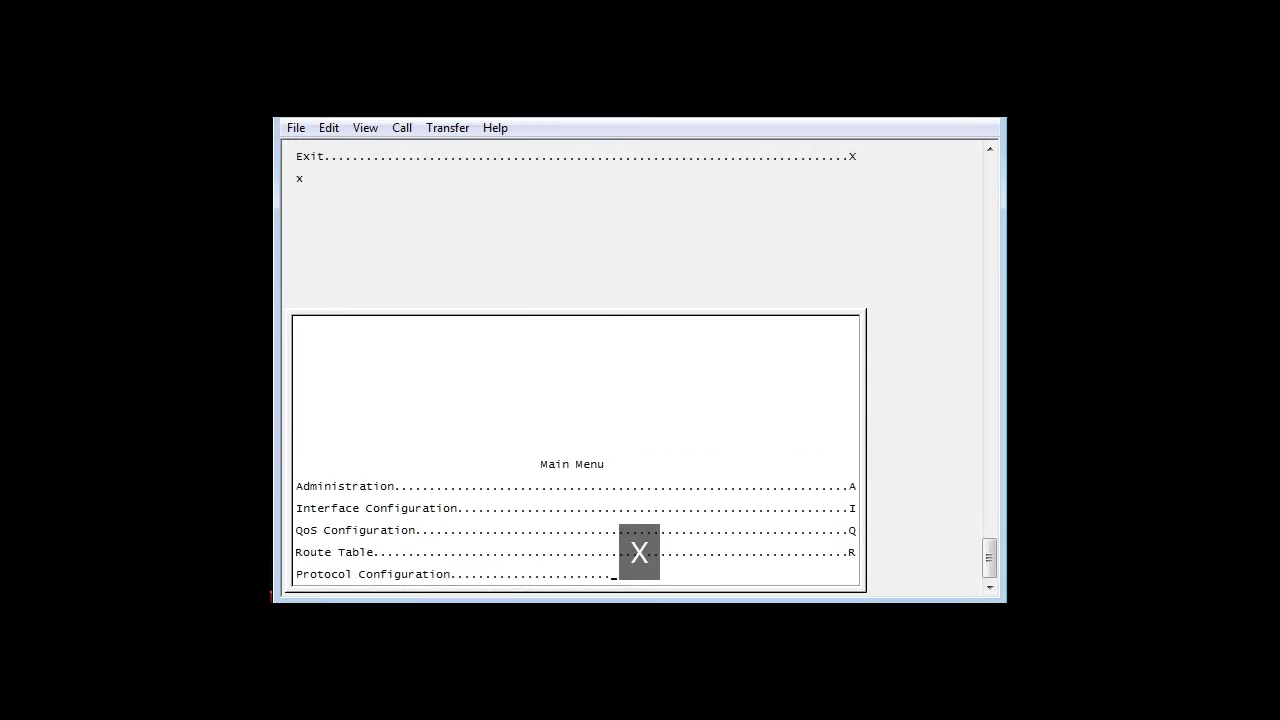 File Edit View Call Transfer Help
Exit...........................................................................X
x
Main Menu
Administration.................................................................A
Interface Configuration........................................................I
QoS Configuration..............................................................Q
Route Table....................................................................R
Protocol Configuration......................._
X